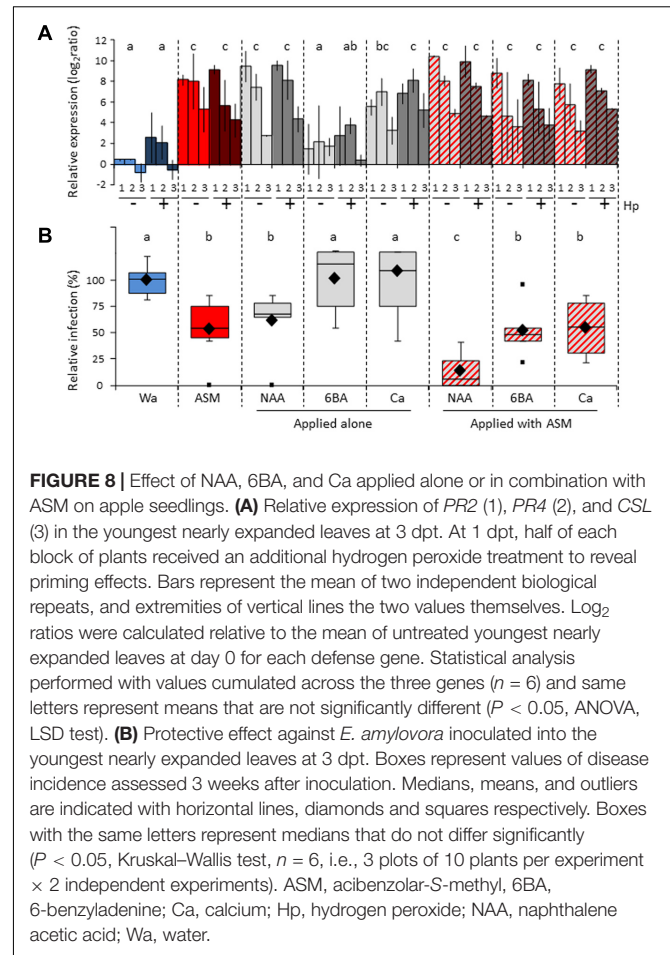 A
Relative expression (log2ratio)
12
10
8
6
4
2
0
-2
a a c c c c a ab bc c c c c c c c
1 2 3 1 2 3 1 2 3 1 2 3 1 2 3 1 2 3 1 2 3 1 2 3 1 2 3 1 2 3 1 2 3 1 2 3 1 2 3 1 2 3 1 2 3 1 2 3
- + - + - + - + - + - + - + - + Hp
B
Relative infection (%)
100
75
50
25
0
a b b a a c b b
Wa ASM NAA 6BA Ca NAA 6BA Ca
Applied alone Applied with ASM
FIGURE 8 | Effect of NAA, 6BA, and Ca applied alone or in combination with
ASM on apple seedlings. (A) Relative expression of PR2 (1), PR4 (2), and CSL
(3) in the youngest nearly expanded leaves at 3 dpt. At 1 dpt, half of each
block of plants received an additional hydrogen peroxide treatment to reveal
priming effects. Bars represent the mean of two independent biological
repeats, and extremities of vertical lines the two values themselves. Log2
ratios were calculated relative to the mean of untreated youngest nearly
expanded leaves at day 0 for each defense gene. Statistical analysis
performed with values cumulated across the three genes (n = 6) and same
letters represent means that are not significantly different (P < 0.05, ANOVA,
LSD test). (B) Protective effect against E. amylovora inoculated into the
youngest nearly expanded leaves at 3 dpt. Boxes represent values of disease
incidence assessed 3 weeks after inoculation. Medians, means, and outliers
are indicated with horizontal lines, diamonds and squares respectively. Boxes
with the same letters represent medians that do not differ significantly
(P < 0.05, Kruskal–Wallis test, n = 6, i.e., 3 plots of 10 plants per experiment
× 2 independent experiments). ASM, acibenzolar-S-methyl, 6BA,
6-benzyladenine; Ca, calcium; Hp, hydrogen peroxide; NAA, naphthalene
acetic acid; Wa, water.